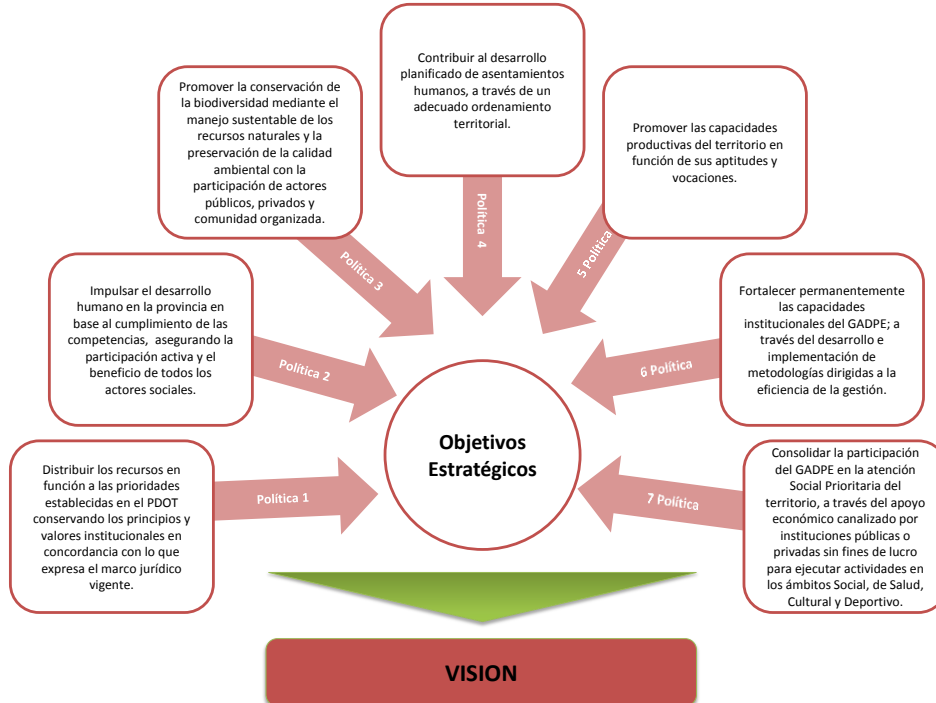 Contribuir al desarrollo
planificado de asentamientos
humanos, a través de un
adecuado ordenamiento
territorial.
Promover la conservación de
la biodiversidad mediante el
manejo sustentable de los
recursos naturales y la
preservación de la calidad
ambiental con la
participación de actores
públicos, privados y
comunidad organizada.
Promover las capacidades
productivas del territorio en
función de sus aptitudes y
vocaciones.
Política 4
Política 3
5 Política
Impulsar el desarrollo
humano en la provincia en
base al cumplimiento de las
competencias, asegurando la
participación activa y el
beneficio de todos los
actores sociales.
Política 2
6 Política
Fortalecer permanentemente
las capacidades
institucionales del GADPE; a
través del desarrollo e
implementación de
metodologías dirigidas a la
eficiencia de la gestión.
Objetivos
Estratégicos
Distribuir los recursos en
función a las prioridades
establecidas en el PDOT
conservando los principios y
valores institucionales en
concordancia con lo que
expresa el marco jurídico
vigente.
Política 1
7 Política
Consolidar la participación
del GADPE en la atención
Social Prioritaria del
territorio, a través del apoyo
económico canalizado por
instituciones públicas o
privadas sin fines de lucro
para ejecutar actividades en
los ámbitos Social, de Salud,
Cultural y Deportivo.
VISION